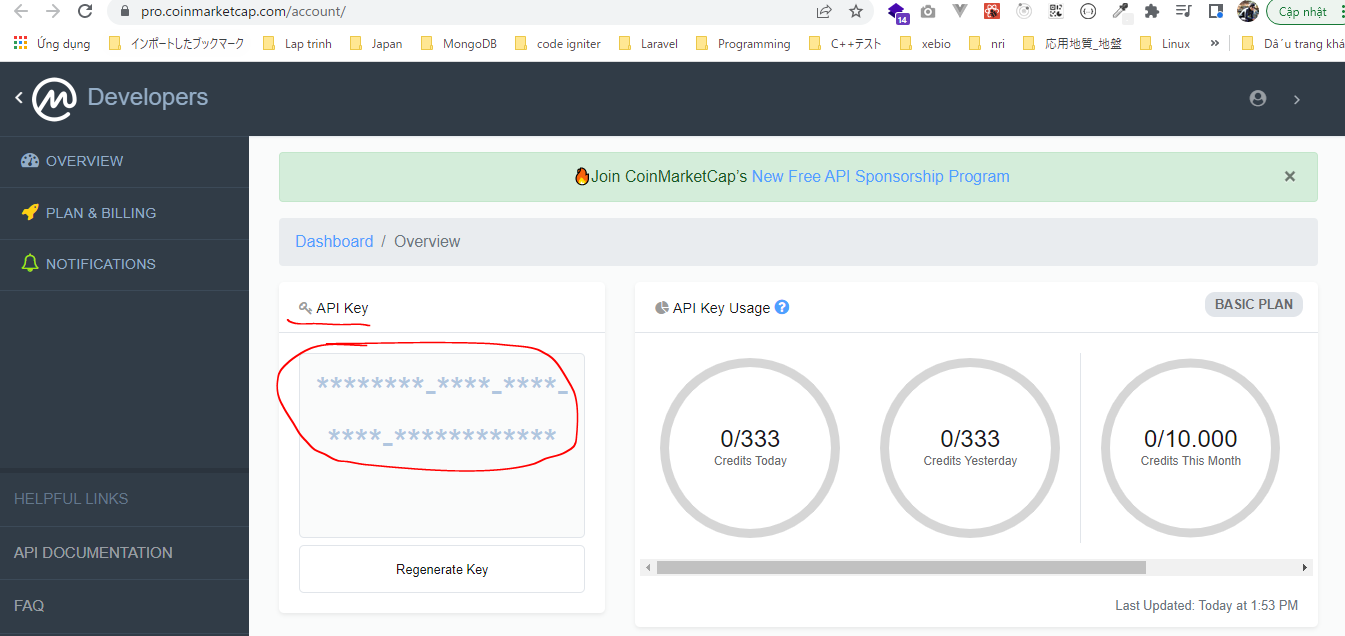 pro.coinmarketcap.com/account/
14
Cập nhật
Ứng dụng インポートしたブックマーク Lap trinh Japan MongoDB code igniter Laravel Programming C++テスト xebio nri 応用地質_地盤 Linux » Dấu trang khá
Developers
OVERVIEW
PLAN & BILLING
NOTIFICATIONS
HELPFUL LINKS
API DOCUMENTATION
FAQ
Join CoinMarketCap's New Free API Sponsorship Program ×
Dashboard / Overview
API Key
********_****_****_
****_************
Regenerate Key
API Key Usage ?
BASIC PLAN
0/333
Credits Today
0/333
Credits Yesterday
0/10.000
Credits This Month
Last Updated: Today at 1:53 PM